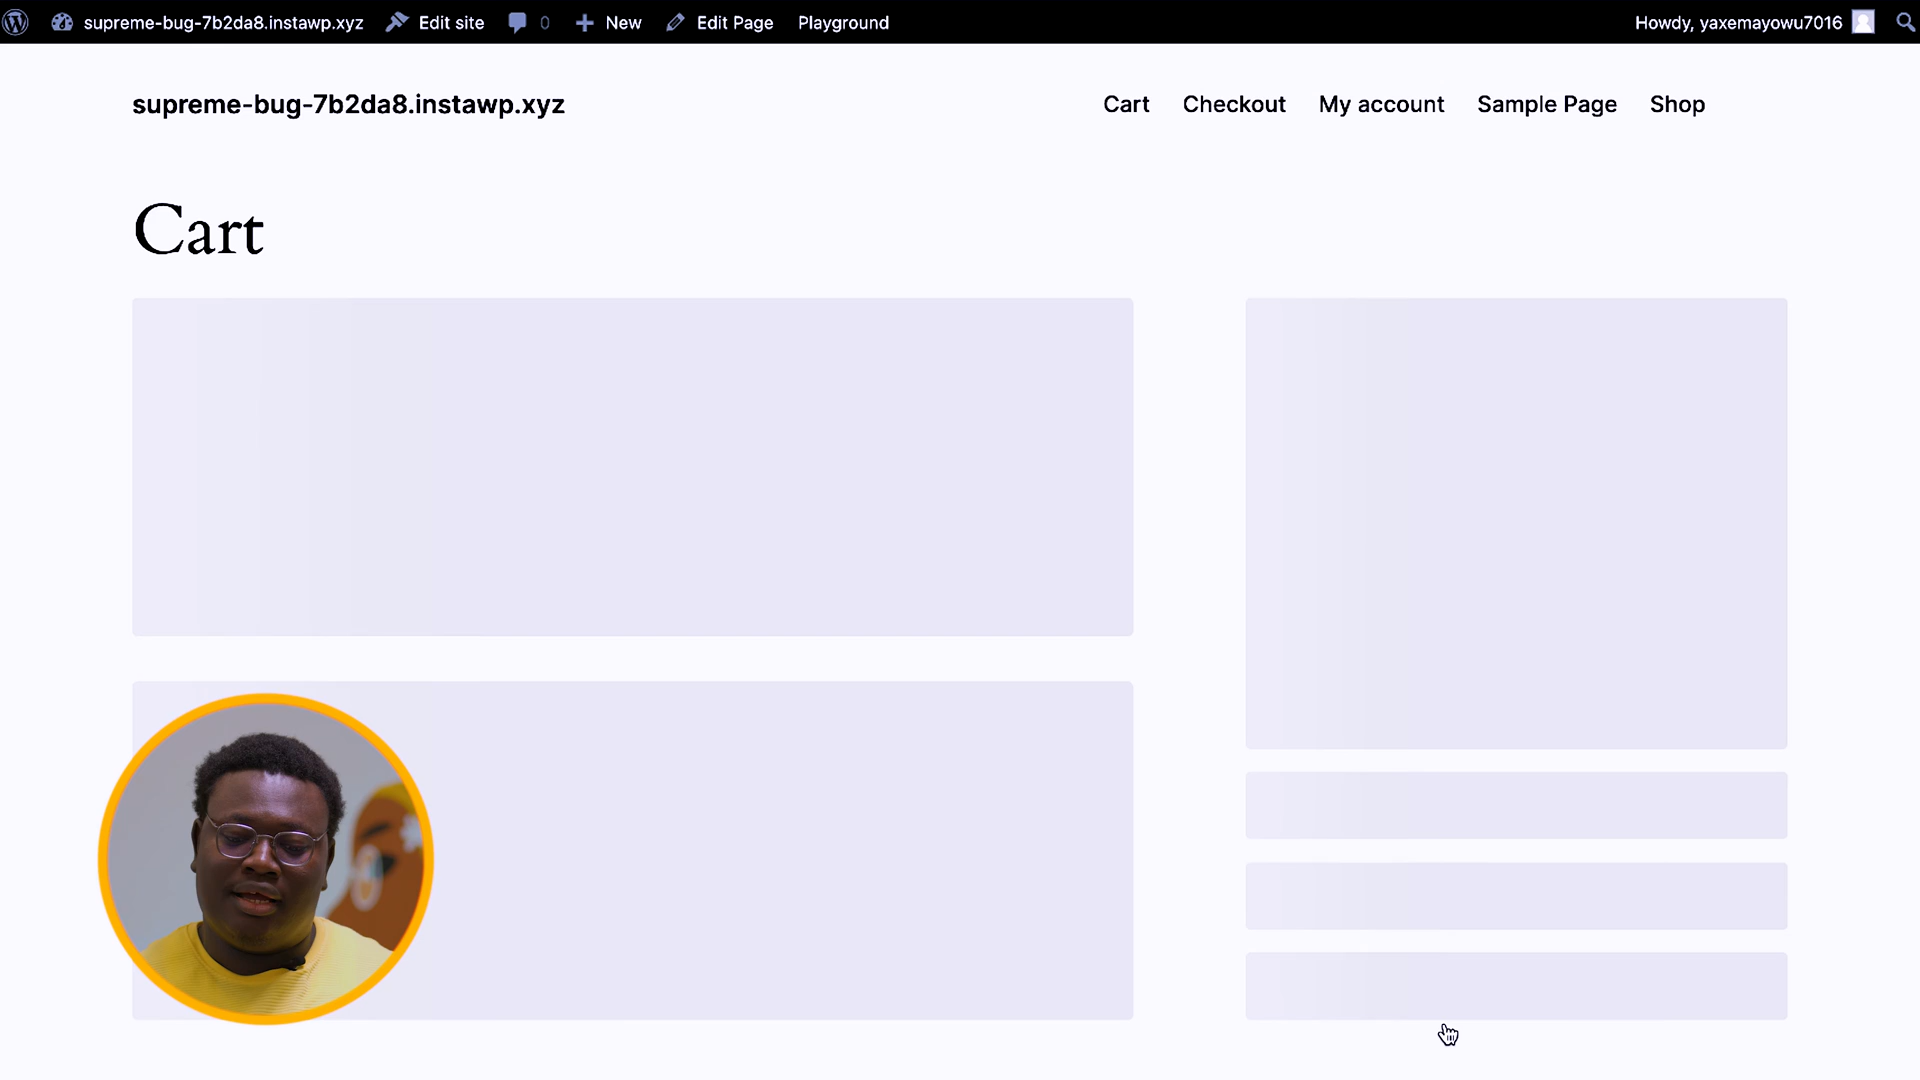 supreme-bug-7b2da8.instawp.xyz Edit site 0 New Edit Page Playground Howdy, yaxemayowu7016
supreme-bug-7b2da8.instawp.xyz Cart Checkout My account Sample Page Shop
Cart